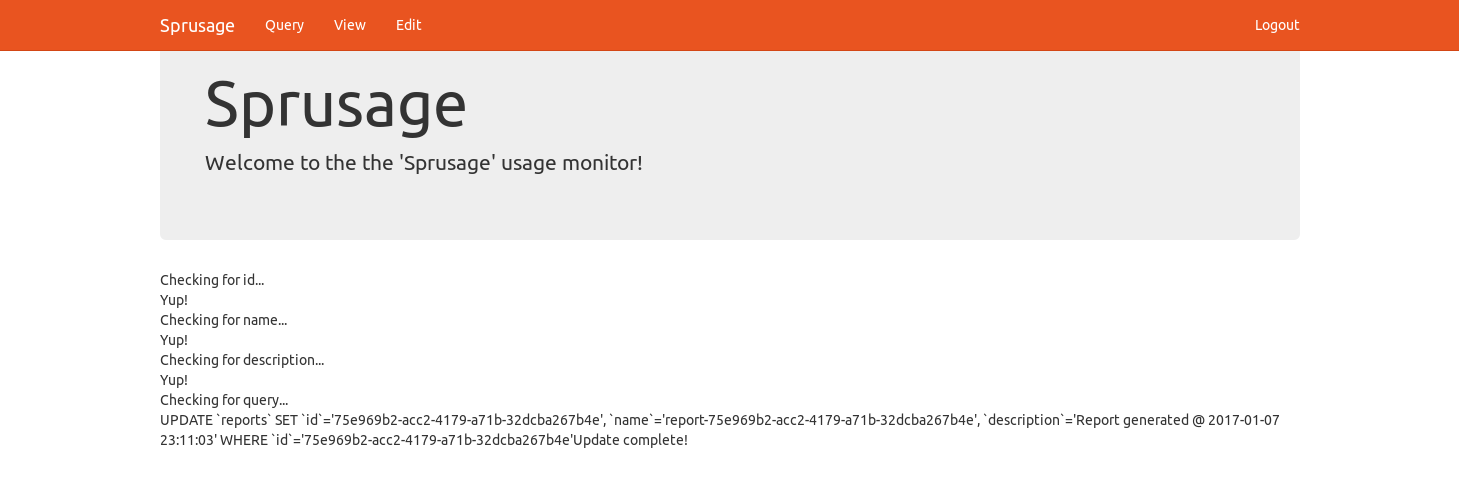 Sprusage Query View Edit Logout
Sprusage
Welcome to the the 'Sprusage' usage monitor!
Checking for id...
Yup!
Checking for name...
Yup!
Checking for description...
Yup!
Checking for query...
UPDATE `reports` SET `id`='75e969b2-acc2-4179-a71b-32dcba267b4e', `name`='report-75e969b2-acc2-4179-a71b-32dcba267b4e', `description`='Report generated @ 2017-01-07
23:11:03' WHERE `id`='75e969b2-acc2-4179-a71b-32dcba267b4e'Update complete!